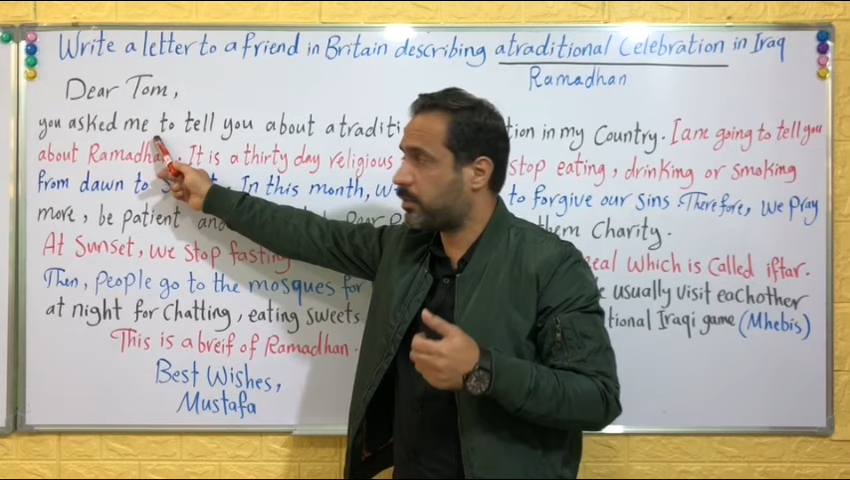 Write a letter to a friend in Britain describing atraditional Celebration in Iraq
Ramadhan
Dear Tom,
you asked me to tell you about atraditi tion in my Country. I am going to tell you
about Ramadha . It is a thirty day religious stop eating, drinking or smoking
from dawn to In this month, to forgive our sins. Therefore, we pray
more, be patient and them Charity.
At Sunset, we stop fasting meal which is called iftar.
Then, people go to the mosques for usually visit eachother
at night for Chatting, eating sweets tional Iraqi game (Mhebis)
This is a breif of Ramadhan.
Best Wishes,
Mustafa